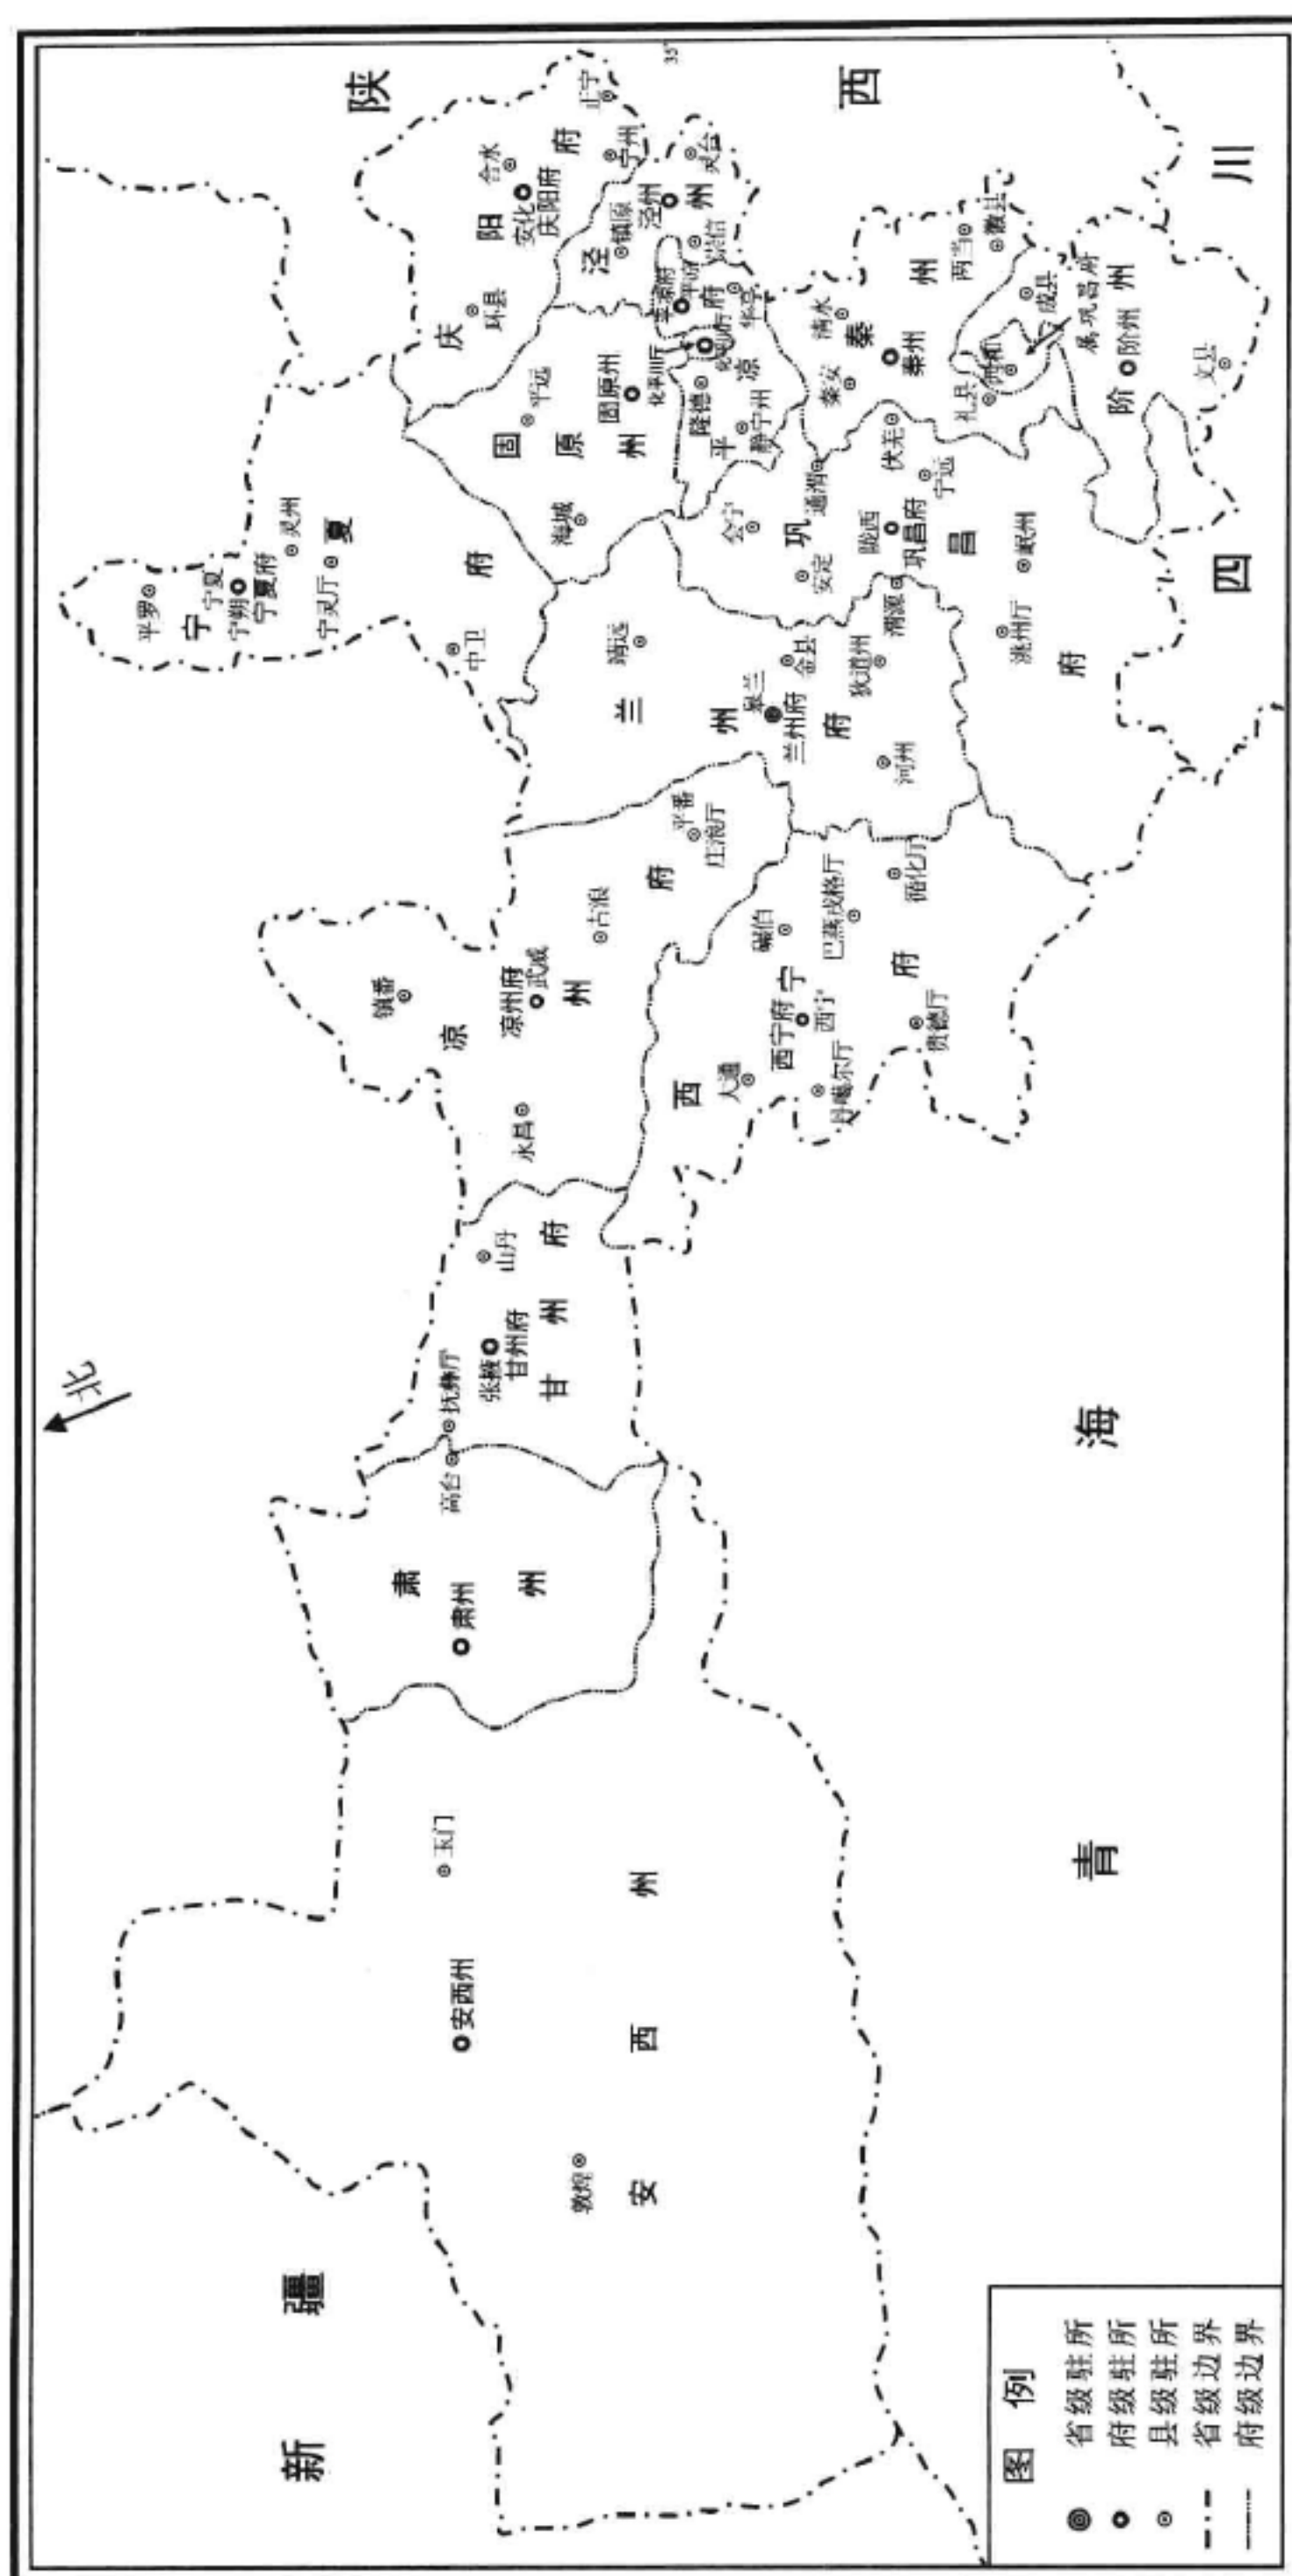 北
新疆
青海
四川
陕西
35°
安西州
安西州
敦煌
玉门
肃州
肃州
高台
甘州府
抚彝厅
张掖
甘州府
山丹
凉州府
永昌
镇番
凉州府
武威
古浪
平番
庄浪厅
西宁府
大通
丹噶尔厅
西宁府
西宁
碾伯
巴燕戎格厅
循化厅
贵德厅
兰州府
靖远
皋兰
兰州府
金县
狄道州
渭源
河州
宁夏府
平罗
宁夏
宁朔
宁夏府
灵州
宁灵厅
中卫
巩昌府
会宁
安定
通渭
陇西
巩昌府
伏羌
宁远
岷州
洮州厅
西和
属巩昌府
固原州
平远
固原州
海城
化平川厅
化平川厅
平凉府
平凉府
平凉
隆德
静宁州
华亭
庆阳府
环县
安化
庆阳府
合水
宁州
正宁
泾州
镇原
泾州
崇信
灵台
秦州
清水
秦安
秦州
礼县
两当
徽县
成县
阶州
阶州
文县
图例
省级驻所
府级驻所
县级驻所
省级边界
府级边界